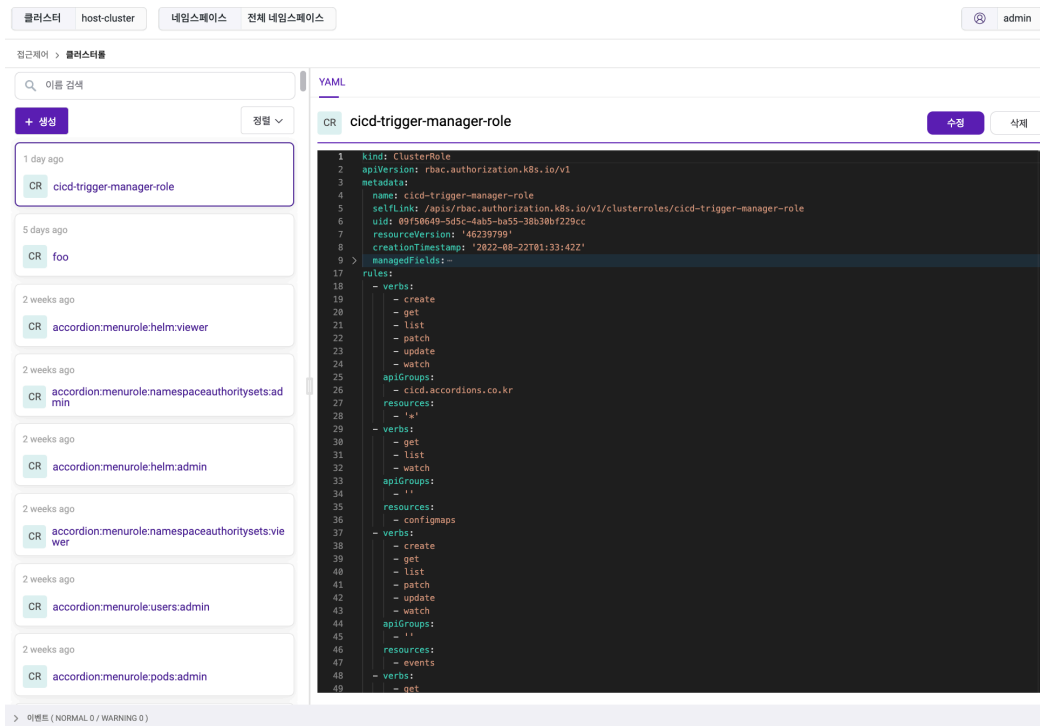 클러스터 host-cluster 네임스페이스 전체 네임스페이스 admin
접근제어 > 클러스터롤
이름 검색
+ 생성 정렬
1 day ago
CR cicd-trigger-manager-role
5 days ago
CR foo
2 weeks ago
CR accordion:menurole:helm:viewer
2 weeks ago
CR accordion:menurole:namespaceauthoritysets:ad
min
2 weeks ago
CR accordion:menurole:helm:admin
2 weeks ago
CR accordion:menurole:namespaceauthoritysets:vie
wer
2 weeks ago
CR accordion:menurole:users:admin
2 weeks ago
CR accordion:menurole:pods:admin
YAML
CR cicd-trigger-manager-role 수정 삭제
1 kind: ClusterRole
2 apiVersion: rbac.authorization.k8s.io/v1
3 metadata:
4 name: cicd-trigger-manager-role
5 selfLink: /apis/rbac.authorization.k8s.io/v1/clusterroles/cicd-trigger-manager-role
6 uid: 09f50649-5d5c-4ab5-ba55-38b30bf229cc
7 resourceVersion: '46239799'
8 creationTimestamp: '2022-08-22T01:33:42Z'
9 > managedFields:⋯
17 rules:
18 - verbs:
19 - create
20 - get
21 - list
22 - patch
23 - update
24 - watch
25 apiGroups:
26 - cicd.accordions.co.kr
27 resources:
28 - '*'
29 - verbs:
30 - get
31 - list
32 - watch
33 apiGroups:
34 - ''
35 resources:
36 - configmaps
37 - verbs:
38 - create
39 - get
40 - list
41 - patch
42 - update
43 - watch
44 apiGroups:
45 - ''
46 resources:
47 - events
48 - verbs:
49 - get
> 이벤트 ( NORMAL 0 / WARNING 0 )